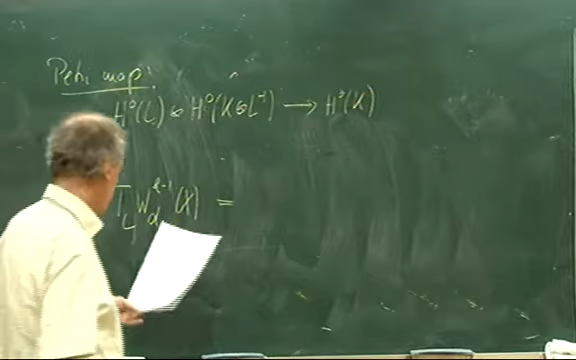 Petri map:
H⁰(L) ⊗ H⁰(K⊗L⁻¹) ⟶ H⁰(K)
T_L W_d^{k-1}(X) =